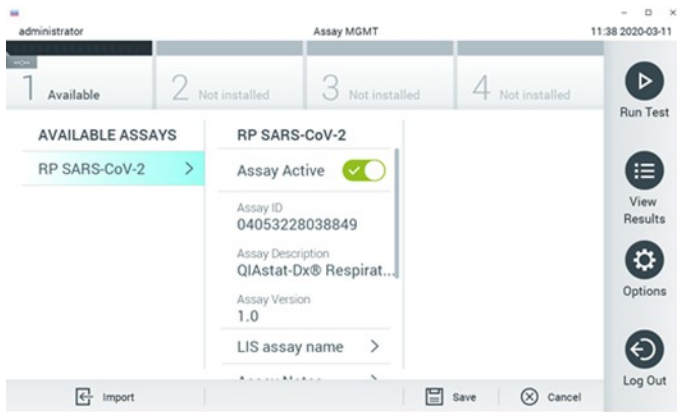 administrator Assay MGMT 11:38 2020-03-11
1 Available 2 Not installed 3 Not installed 4 Not installed
Run Test
AVAILABLE ASSAYS RP SARS-CoV-2
RP SARS-CoV-2 > Assay Active
Assay ID
04053228038849
View
Results
Assay Description
QIAstat-Dx® Respirat...
Options
Assay Version
1.0
LIS assay name >
Log Out
Import Save Cancel